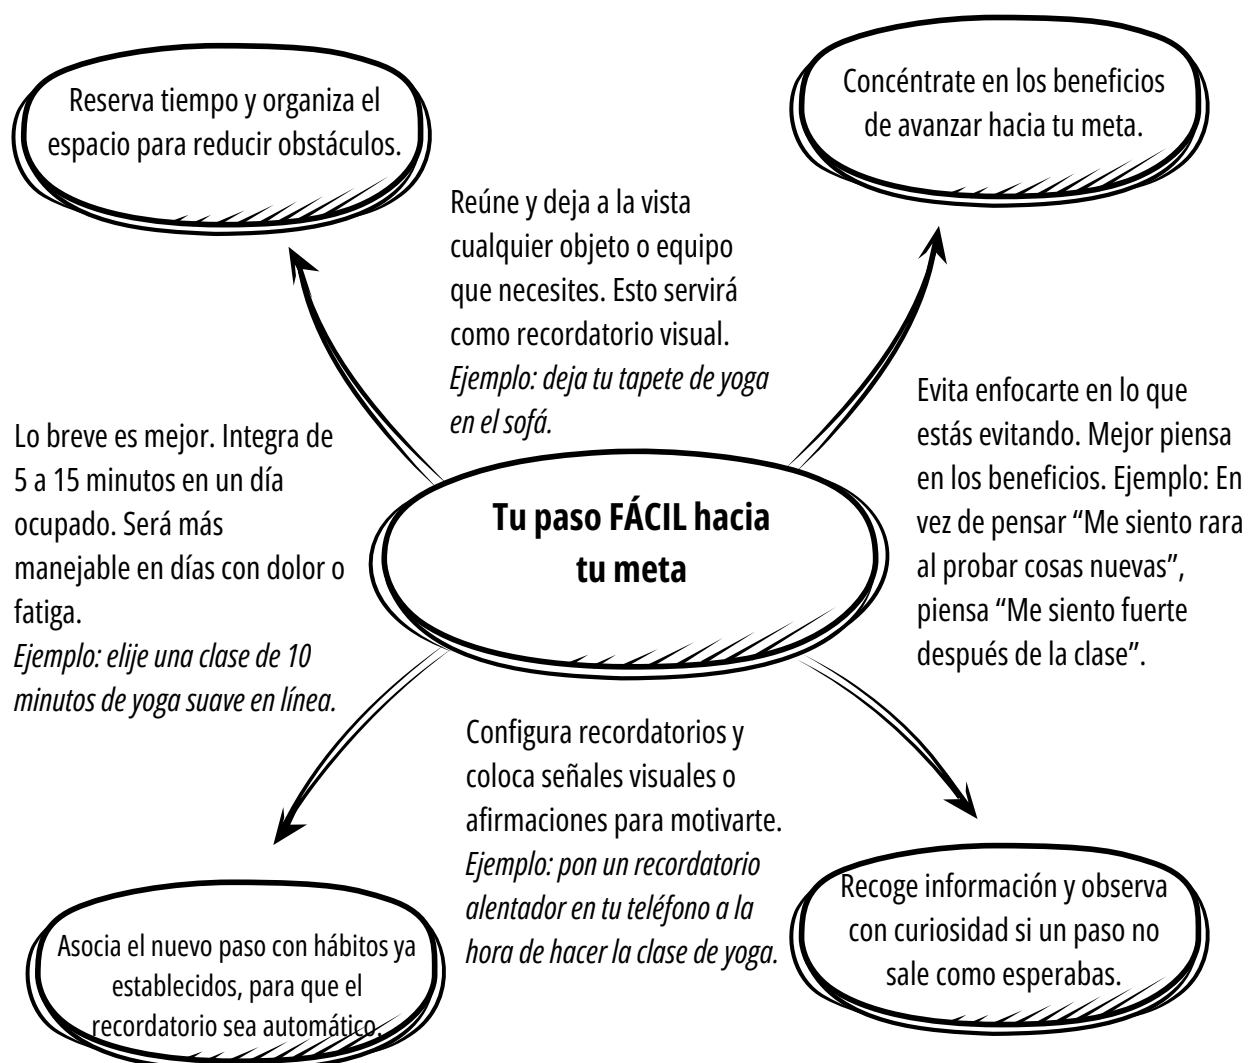 Reserva tiempo y organiza el
espacio para reducir obstáculos.
Concéntrate en los beneficios
de avanzar hacia tu meta.
Reúne y deja a la vista
cualquier objeto o equipo
que necesites. Esto servirá
como recordatorio visual.
Ejemplo: deja tu tapete de yoga
en el sofá.
Lo breve es mejor. Integra de
5 a 15 minutos en un día
ocupado. Será más
manejable en días con dolor o
fatiga.
Ejemplo: elije una clase de 10
minutos de yoga suave en línea.
Tu paso FÁCIL hacia
tu meta
Evita enfocarte en lo que
estás evitando. Mejor piensa
en los beneficios. Ejemplo: En
vez de pensar “Me siento rara
al probar cosas nuevas”,
piensa “Me siento fuerte
después de la clase”.
Configura recordatorios y
coloca señales visuales o
afirmaciones para motivarte.
Ejemplo: pon un recordatorio
alentador en tu teléfono a la
hora de hacer la clase de yoga.
Asocia el nuevo paso con hábitos ya
establecidos, para que el
recordatorio sea automático.
Recoge información y observa
con curiosidad si un paso no
sale como esperabas.